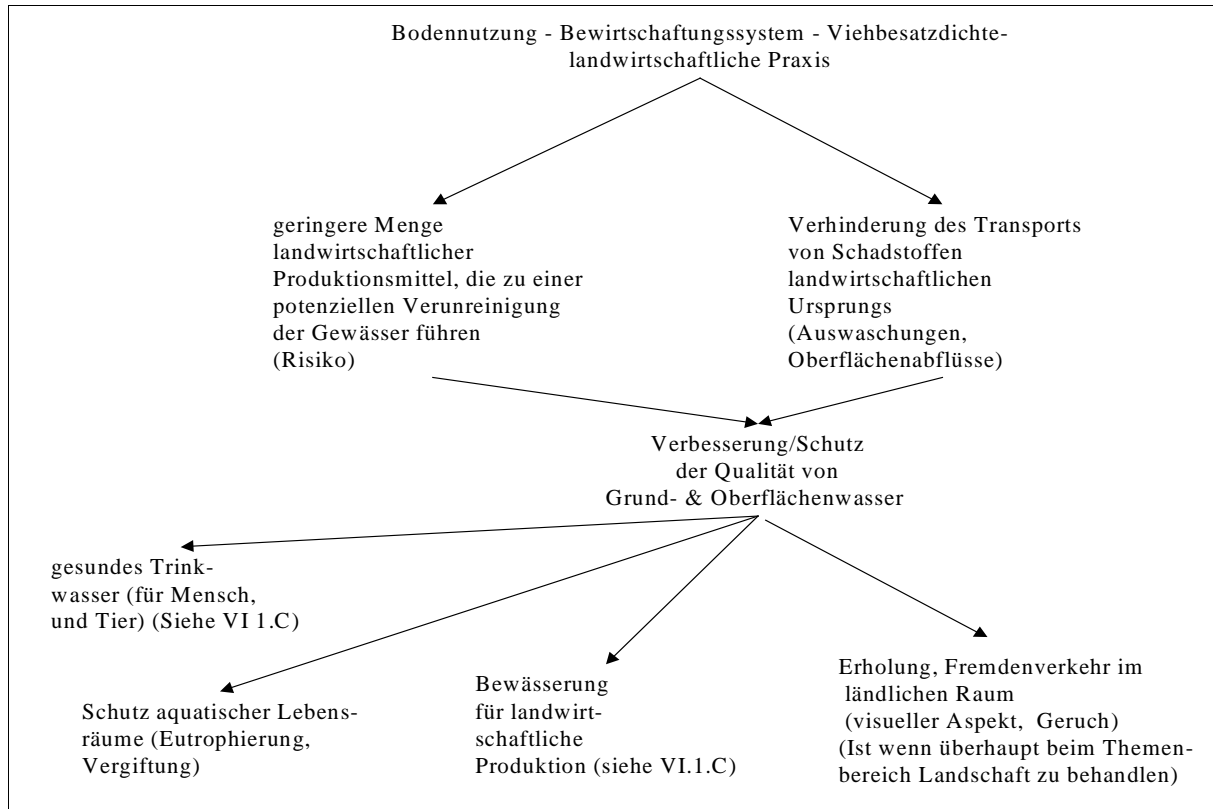 Bodennutzung - Bewirtschaftungssystem - Viehbesatzdichte-
landwirtschaftliche Praxis
geringere Menge
landwirtschaftlicher
Produktionsmittel, die zu einer
potenziellen Verunreinigung
der Gewässer führen
(Risiko)
Verhinderung des Transports
von Schadstoffen
landwirtschaftlichen
Ursprungs
(Auswaschungen,
Oberflächenabflüsse)
Verbesserung/Schutz
der Qualität von
Grund- & Oberflächenwasser
gesundes Trink-
wasser (für Mensch,
und Tier) (Siehe VI 1.C)
Schutz aquatischer Lebens-
räume (Eutrophierung,
Vergiftung)
Bewässerung
für landwirt-
schaftliche
Produktion (siehe VI.1.C)
Erholung, Fremdenverkehr im
ländlichen Raum
(visueller Aspekt, Geruch)
(Ist wenn überhaupt beim Themen-
bereich Landschaft zu behandlen)